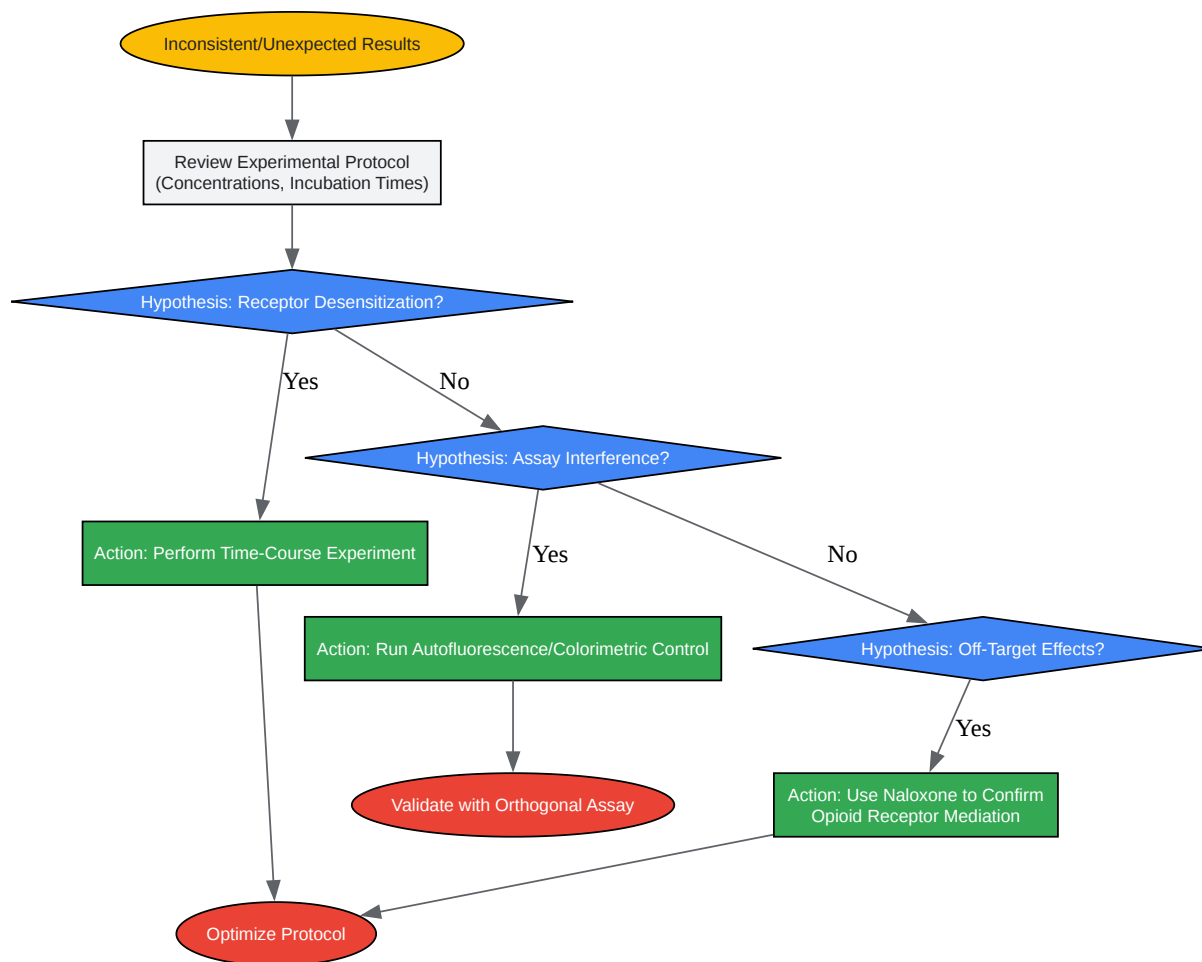 Inconsistent/Unexpected Results
Review Experimental Protocol
(Concentrations, Incubation Times)
Hypothesis: Receptor Desensitization?
Yes
No
Hypothesis: Assay Interference?
Action: Perform Time-Course Experiment
Yes
No
Action: Run Autofluorescence/Colorimetric Control
Hypothesis: Off-Target Effects?
Yes
Validate with Orthogonal Assay
Action: Use Naloxone to Confirm
Opioid Receptor Mediation
Optimize Protocol